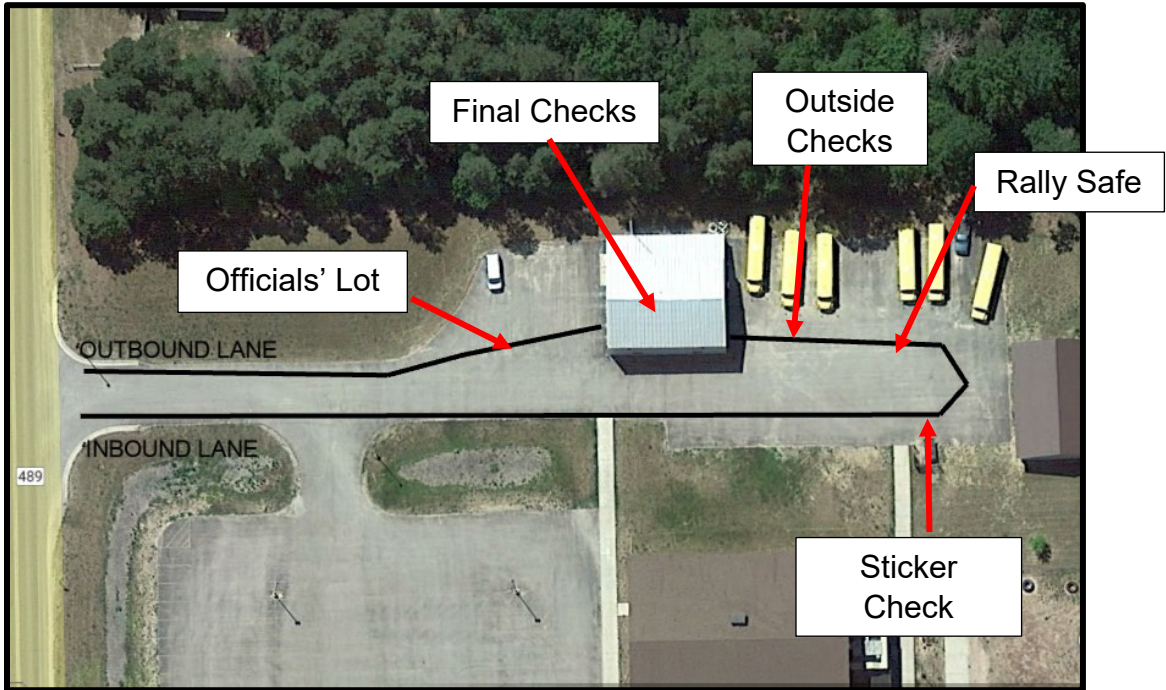 Final Checks
Outside
Checks
Rally Safe
Officials’ Lot
OUTBOUND LANE
INBOUND LANE
489
Sticker
Check